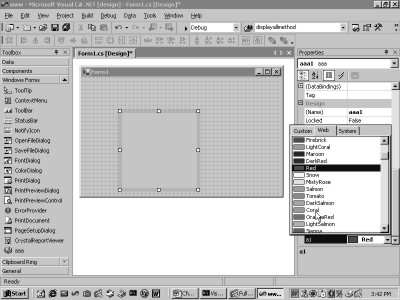 www - Microsoft Visual C# .NET [design] - Form1.cs [Design]*
File Edit View Project Build Debug Data Tools Window Help
Debug
displayallmethod
Toolbox
Form1.cs [Design]*
Properties
Data
aaa1 aaa
Components
Windows Forms
Form1
ToolTip
(DataBindings)
ContextMenu
Tag
ToolBar
Design
StatusBar
(Name) aaa1
NotifyIcon
Locked False
OpenFileDialog
Custom Web System
SaveFileDialog
Firebrick
FontDialog
LightCoral
ColorDialog
Maroon
PrintDialog
DarkRed
PrintPreviewDialog
Red
PrintPreviewControl
Snow
ErrorProvider
MistyRose
PrintDocument
Salmon
PageSetupDialog
Tomato
CrystalReportViewer
DarkSalmon
aaa
Coral
OrangeRed
LightSalmon
Sienna
Clipboard Ring
a1 Red
General
a1
Ready
Start
3:42 PM